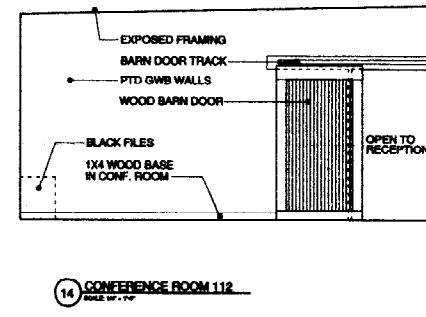 EXPOSED FRAMING
BARN DOOR TRACK
PTD GWB WALLS
WOOD BARN DOOR
BLACK FILES
1X4 WOOD BASE
IN CONF. ROOM
OPEN TO
RECEPTION
14 CONFERENCE ROOM 112
SCALE: